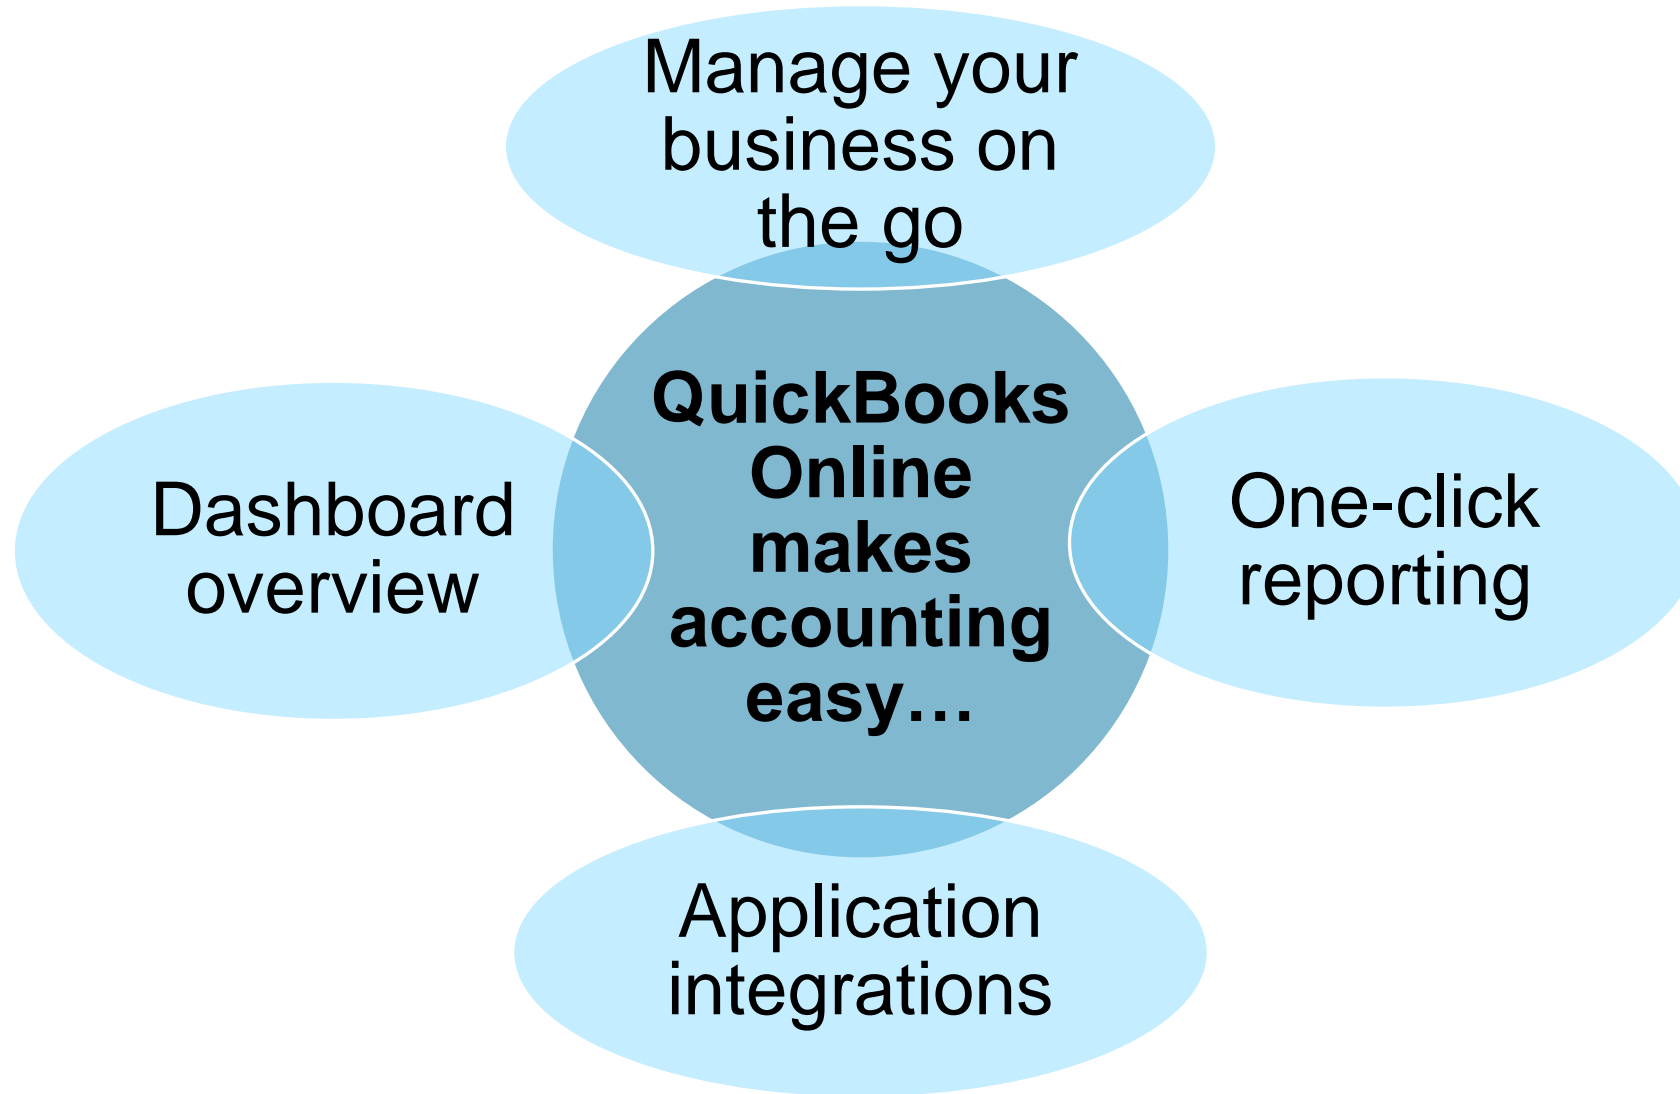 Manage your
business on
the go
QuickBooks
Online
makes
accounting
easy…
Dashboard
overview
One-click
reporting
Application
integrations